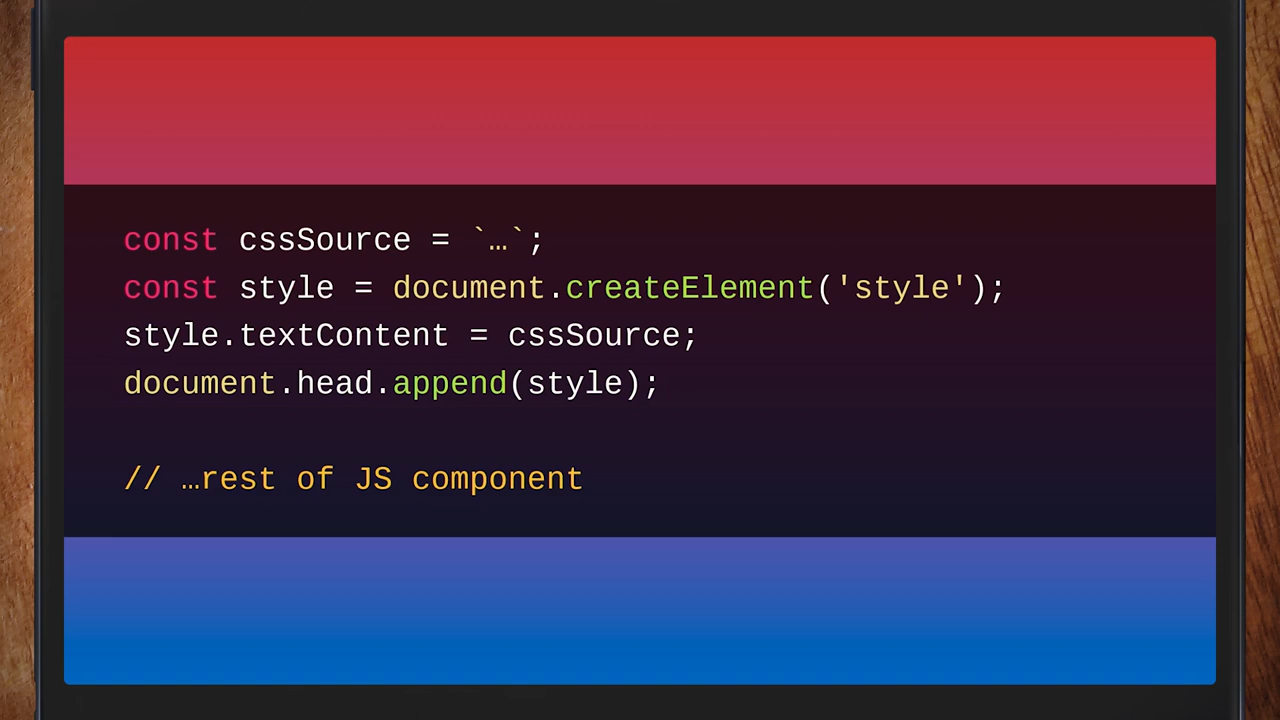 const cssSource = `…`;
const style = document.createElement('style');
style.textContent = cssSource;
document.head.append(style);
// …rest of JS component